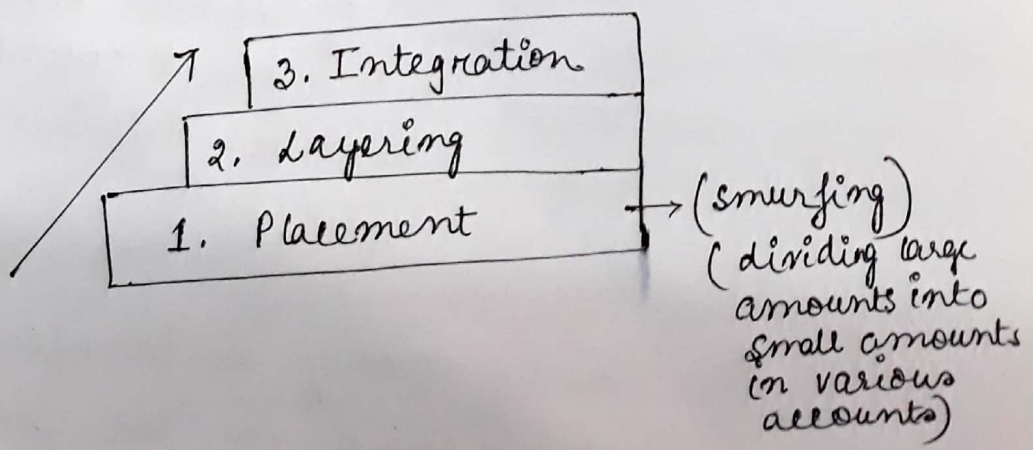 3. Integration
2. Layering
1. Placement
(smurfing)
(dividing large
amounts into
small amounts
in various
accounts)